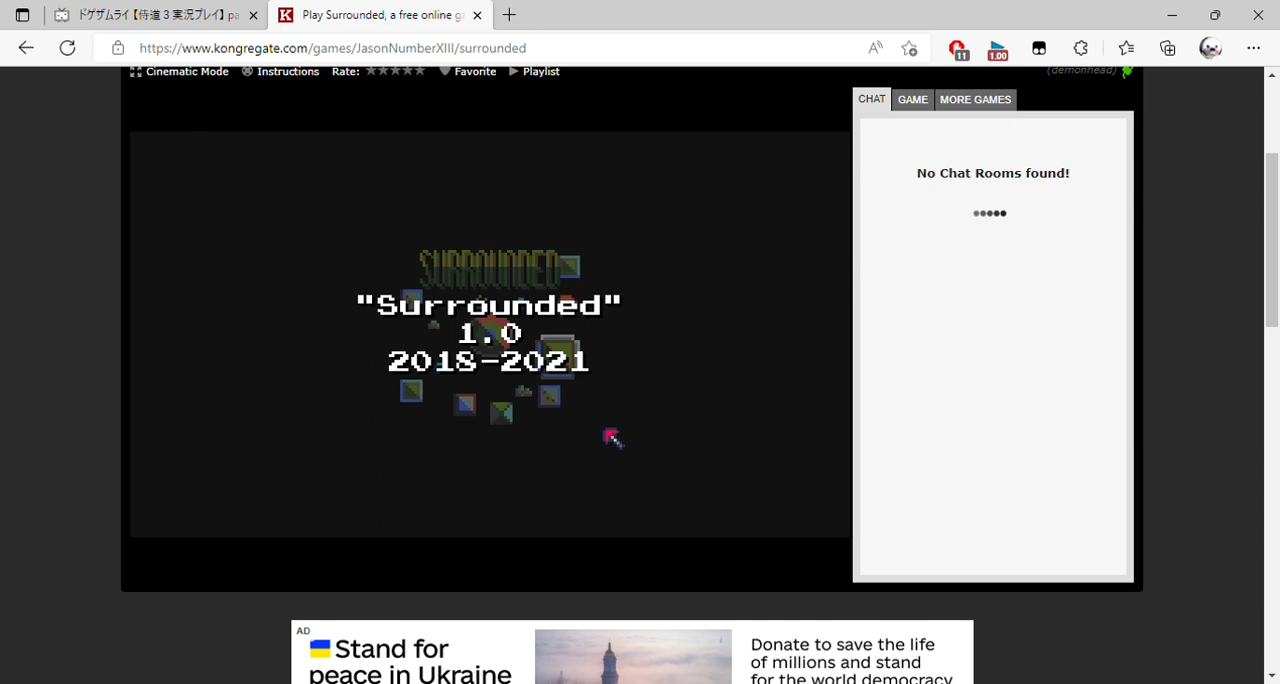 ドゲザムライ【侍道３実況プレイ】pa
Play Surrounded, a free online ga
https://www.kongregate.com/games/JasonNumberXIII/surrounded
11
1.00
Cinematic Mode
Instructions
Rate:
Favorite
Playlist
(demonhead)
CHAT
GAME
MORE GAMES
No Chat Rooms found!
SURROUNDED
"Surrounded"
1.0
2018-2021
AD
Stand for
peace in Ukraine
Donate to save the life
of millions and stand
for the world democracy